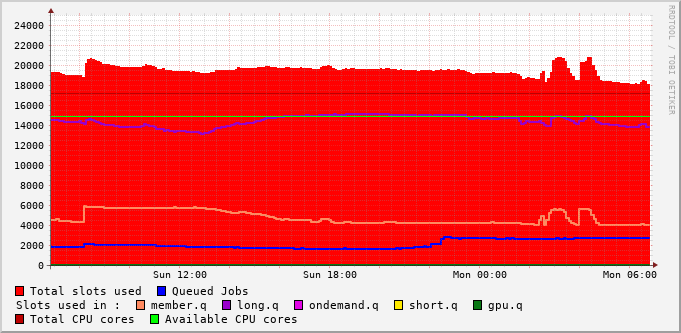 RRDTOOL / TOBI OETIKER
24000
22000
20000
18000
16000
14000
12000
10000
8000
6000
4000
2000
0
Sun 12:00 Sun 18:00 Mon 00:00 Mon 06:00
Total slots used Queued Jobs
Slots used in : member.q long.q ondemand.q short.q gpu.q
Total CPU cores Available CPU cores